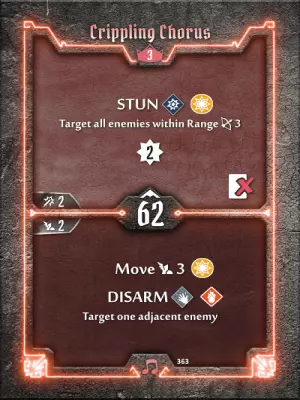 Crippling Chorus
3
STUN
Target all enemies within Range 3
2
2
62
2
Move 3
DISARM
Target one adjacent enemy
363